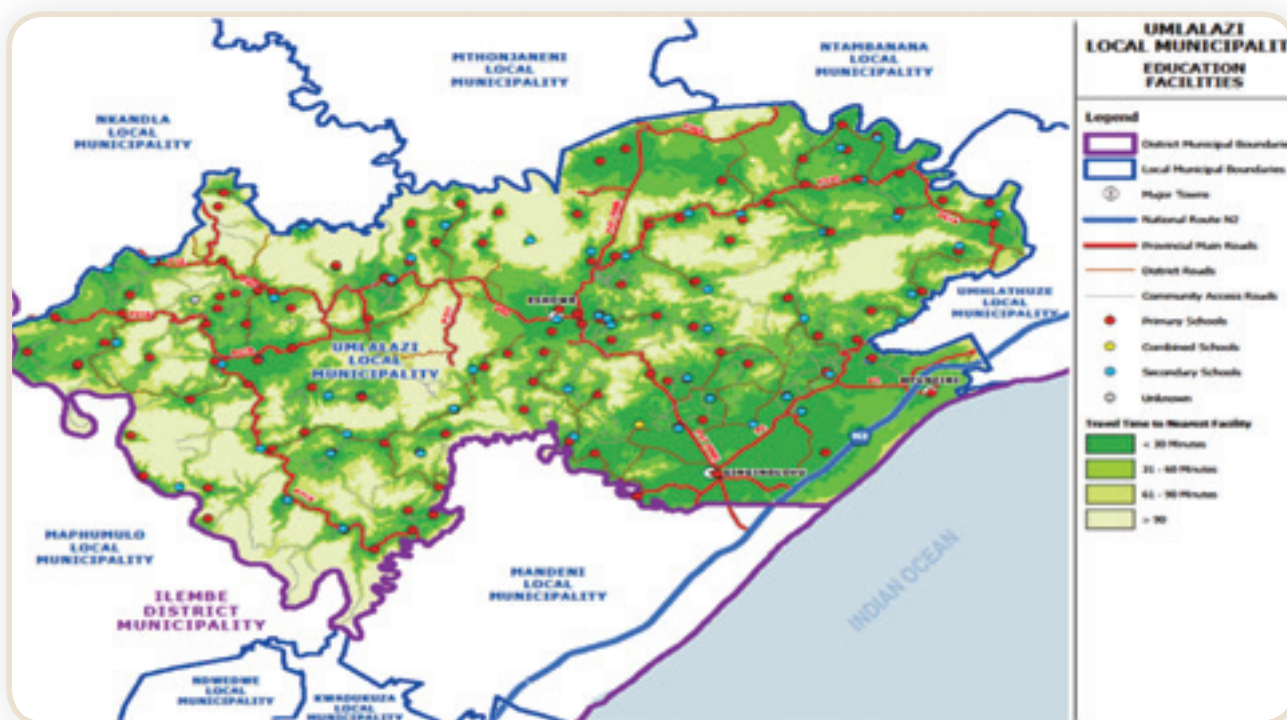 UMLALAZI
LOCAL MUNICIPALIT
EDUCATION
FACILITIES
Legend
District Municipal Boundaries
Local Municipal Boundaries
Major Towns
National Route N2
Provincial Main Roads
District Roads
Community Access Roads
Primary Schools
Combined Schools
Secondary Schools
Unknown
Travel Time to Nearest Facility
< 30 Minutes
31 - 60 Minutes
61 - 90 Minutes
> 90
MTHONJANENI
LOCAL
MUNICIPALITY
NTAMBANANA
LOCAL
MUNICIPALITY
NKANDLA
LOCAL
MUNICIPALITY
UMHLATHUZE
LOCAL
MUNICIPALITY
ESHOWE
UMLALAZI
LOCAL
MUNICIPALITY
MTUNZINI
N2
GINGINDLOVU
MAPHUMULO
LOCAL
MUNICIPALITY
MANDENI
LOCAL
MUNICIPALITY
ILEMBE
DISTRICT
MUNICIPALITY
INDIAN OCEAN
NDWEDWE
LOCAL
MUNICIPALITY
KWADUKUZA
LOCAL
MUNICIPALITY